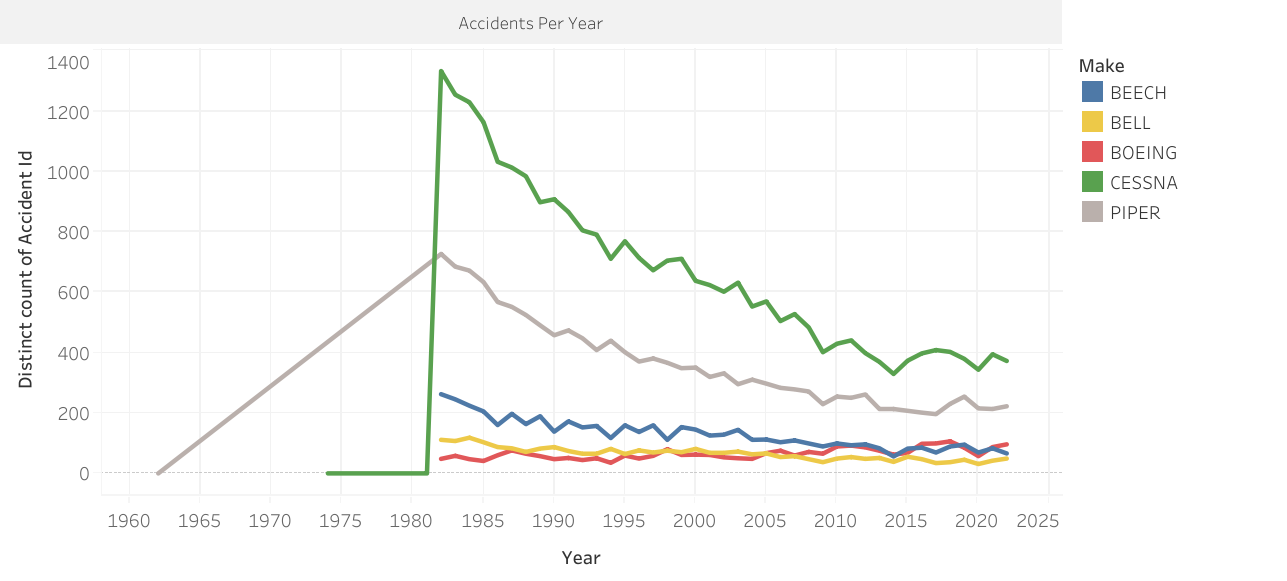 Accidents Per Year
Distinct count of Accident Id
1400
1200
1000
800
600
400
200
0
1960 1965 1970 1975 1980 1985 1990 1995 2000 2005 2010 2015 2020 2025
Year
Make
BEECH
BELL
BOEING
CESSNA
PIPER